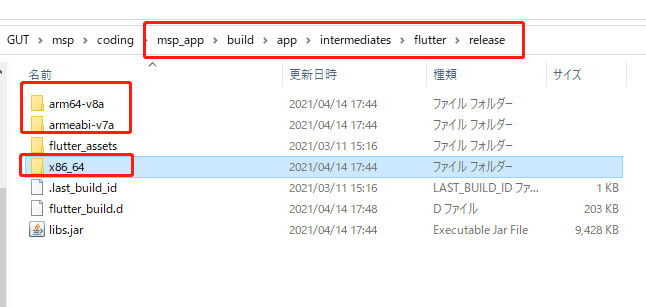 GUT > msp > coding > msp_app > build > app > intermediates > flutter > release
名前 更新日時 種類 サイズ
arm64-v8a 2021/04/14 17:44 ファイル フォルダー
armeabi-v7a 2021/04/14 17:44 ファイル フォルダー
flutter_assets 2021/03/11 15:16 ファイル フォルダー
x86_64 2021/04/14 17:44 ファイル フォルダー
.last_build_id 2021/03/11 15:16 LAST_BUILD_ID ファ... 1 KB
flutter_build.d 2021/04/14 17:48 D ファイル 203 KB
libs.jar 2021/04/14 17:44 Executable Jar File 9,428 KB